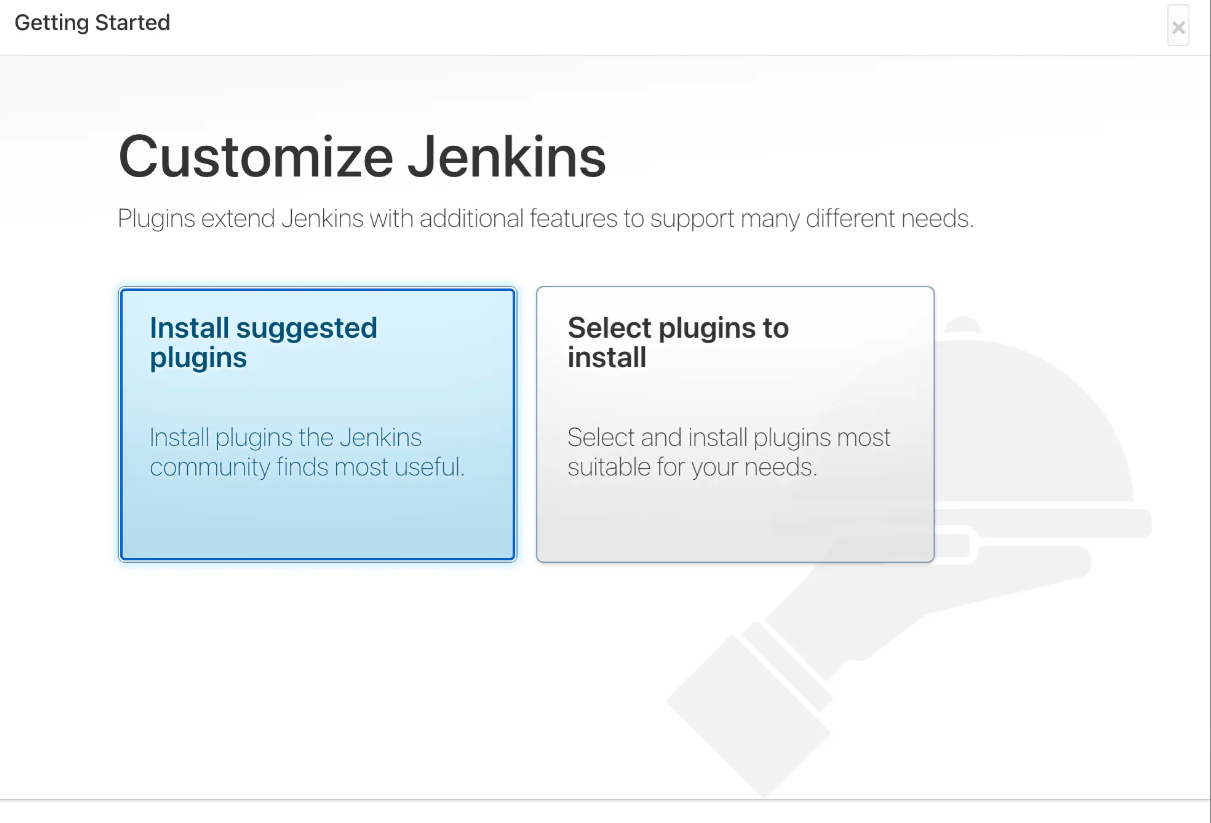 Getting Started
×
Customize Jenkins
Plugins extend Jenkins with additional features to support many different needs.
Install suggested
plugins
Install plugins the Jenkins
community finds most useful.
Select plugins to
install
Select and install plugins most
suitable for your needs.